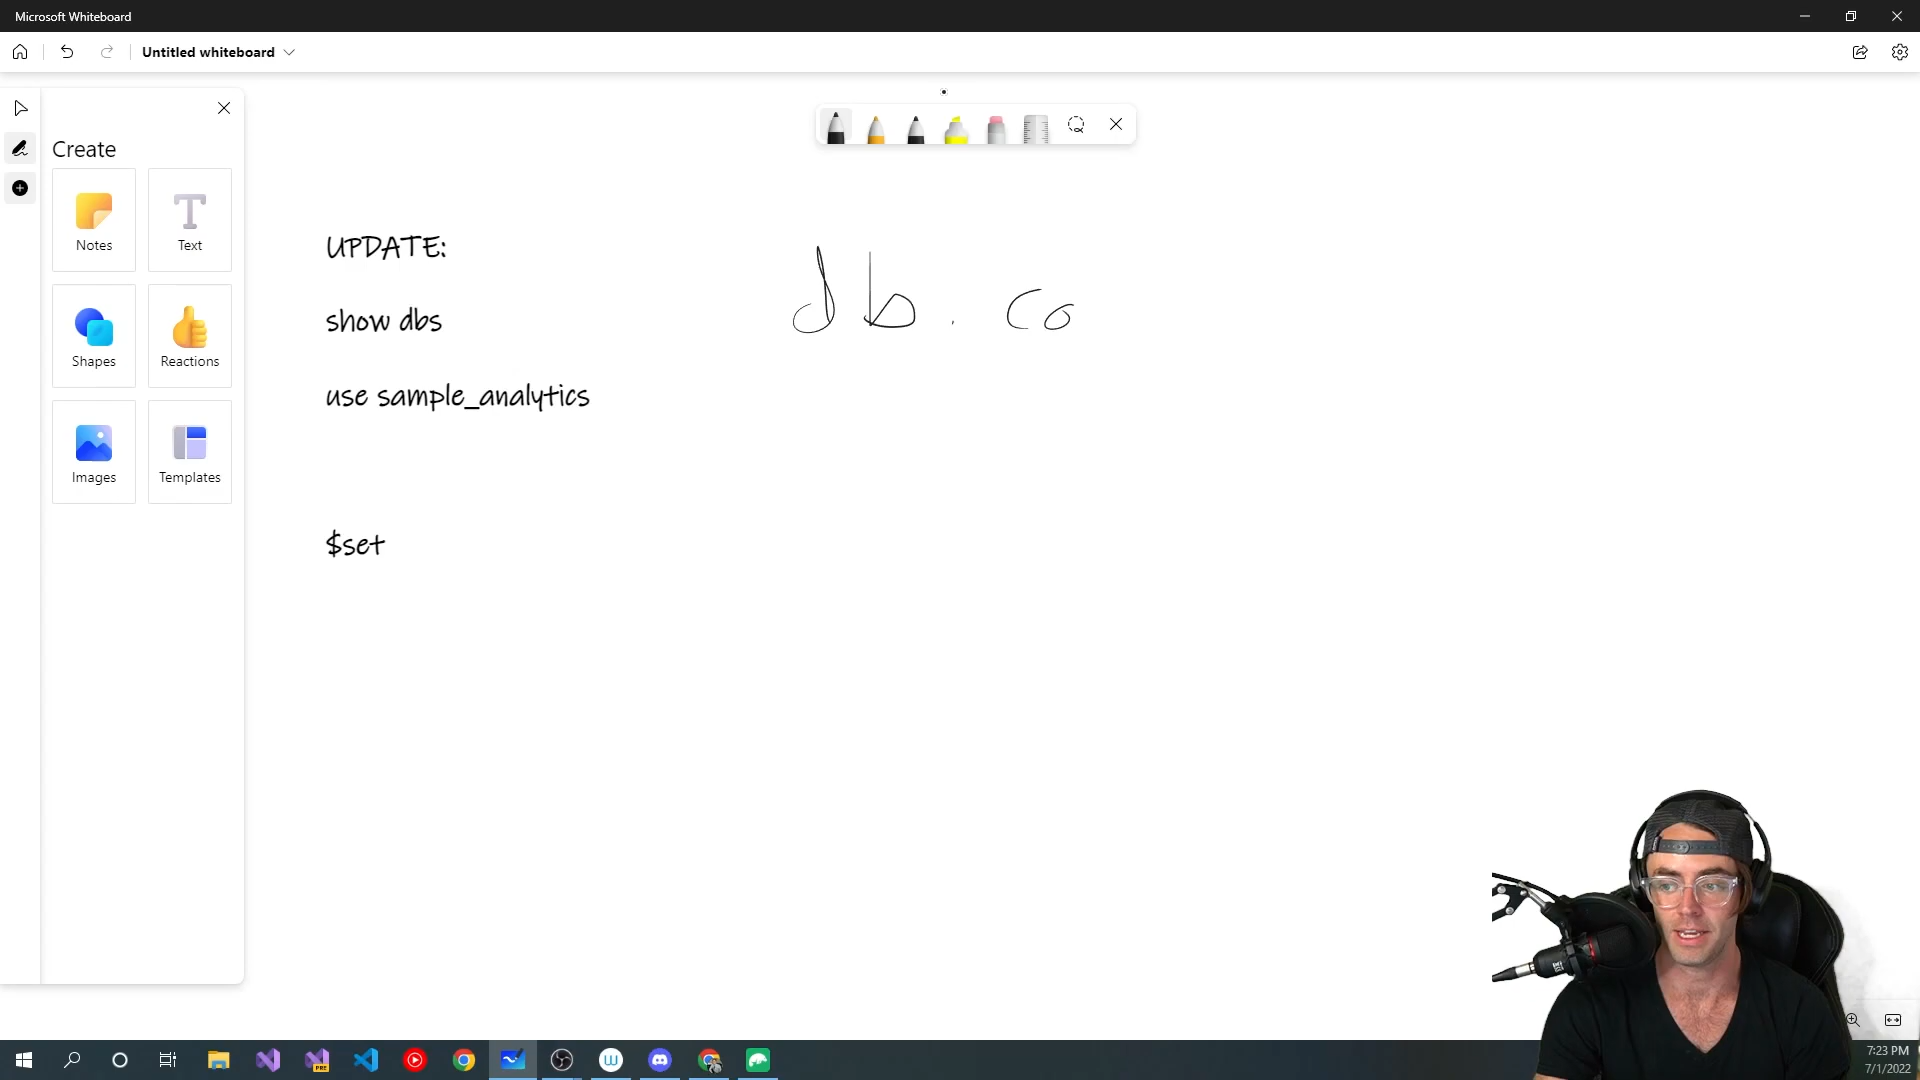 Microsoft Whiteboard
Untitled whiteboard
Create
Notes
Text
Shapes
Reactions
Images
Templates
UPDATE:
show dbs
use sample_analytics
$set
db. co
PRE
7:23 PM
7/1/2022